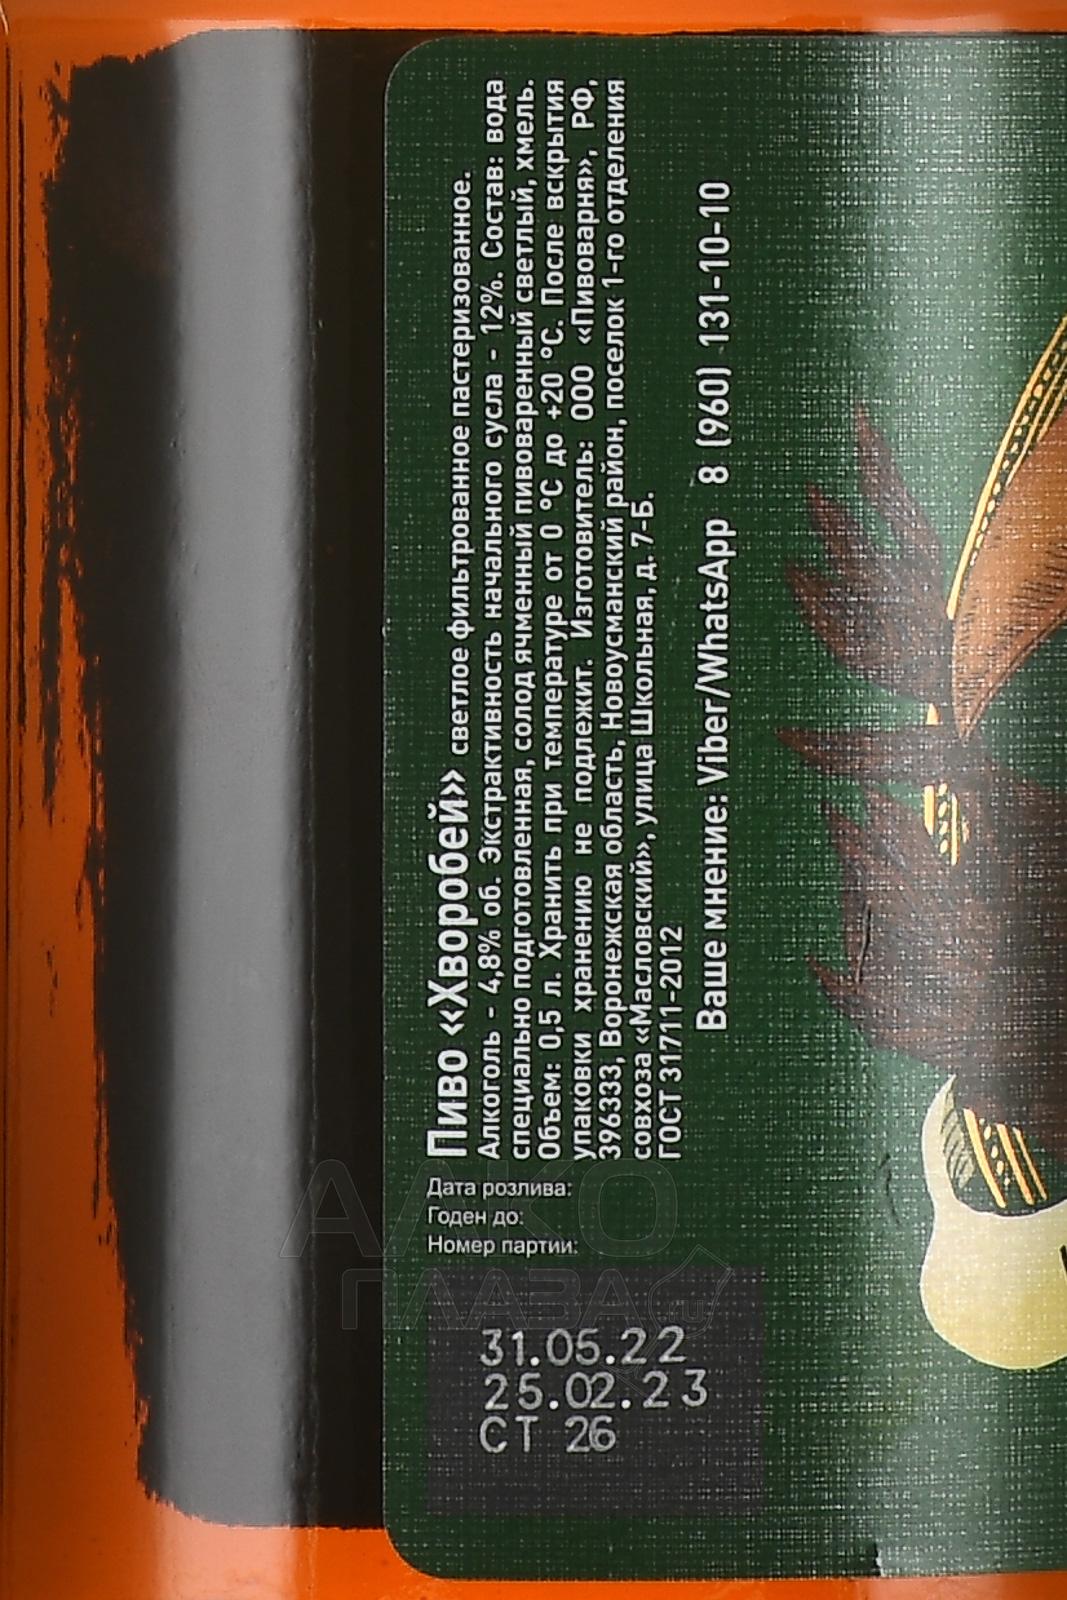 Пиво «Хворобей» светлое фильтрованное пастеризованное.
Алкоголь - 4,8% об. Экстрактивность начального сусла - 12%. Состав: вода
специально подготовленная, солод ячменный пивоваренный светлый, хмель.
Объем: 0,5 л. Хранить при температуре от 0 °С до +20 °С. После вскрытия
упаковки хранению не подлежит. Изготовитель: ООО «Пивоварня», РФ,
396333, Воронежская область, Новоусманский район, поселок 1-го отделения
совхоза «Масловский», улица Школьная, д. 7-Б.
ГОСТ 31711-2012
Ваше мнение: Viber/WhatsApp 8 (960) 131-10-10
Дата розлива:
Годен до:
Номер партии:
31.05.22
25.02.23
СТ 26
АЛКО
ПЛАЗА
.ru